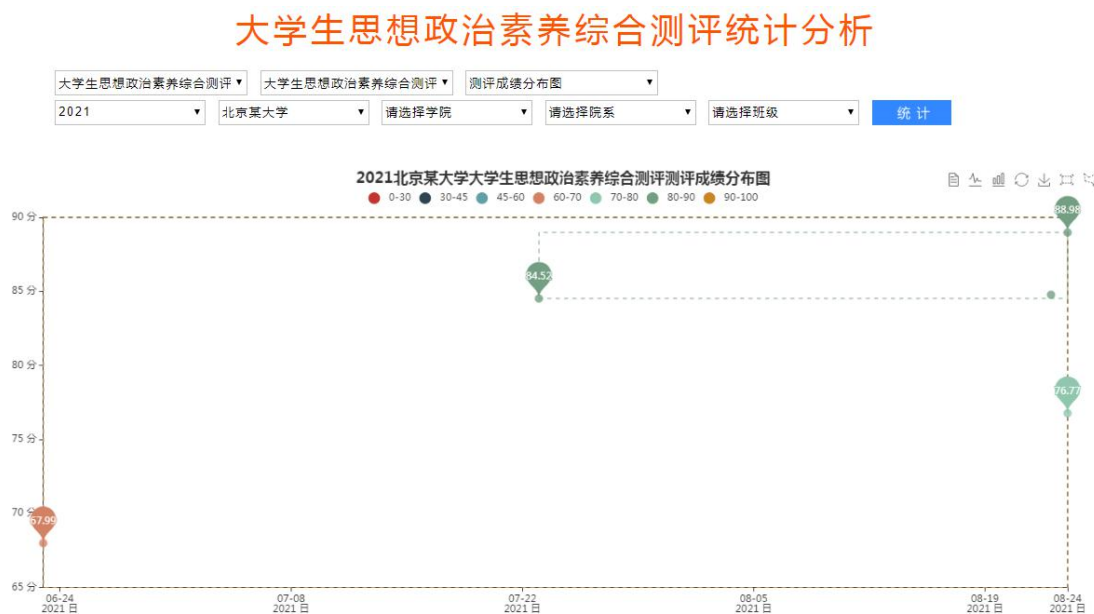 大学生思想政治素养综合测评统计分析
大学生思想政治素养综合测评 大学生思想政治素养综合测评 测评成绩分布图
2021 北京某大学 请选择学院 请选择院系 请选择班级 统 计
2021北京某大学大学生思想政治素养综合测评测评成绩分布图
0-30 30-45 45-60 60-70 70-80 80-90 90-100
90 分
88.98
85 分
84.52
80 分
76.77
75 分
70 分
67.99
65 分
06-24 07-08 07-22 08-05 08-19 08-24
2021 日 2021 日 2021 日 2021 日 2021 日 2021 日